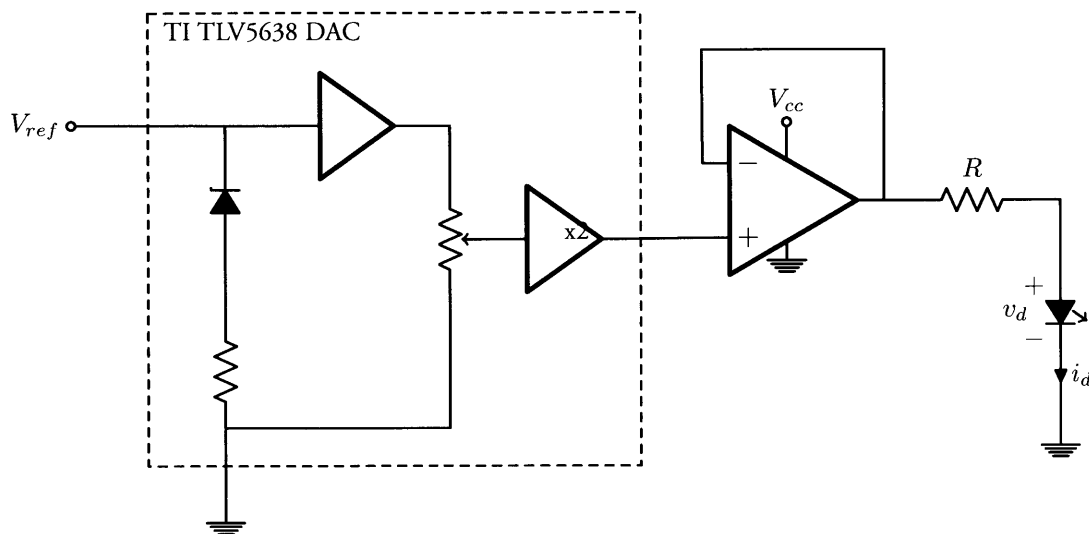 TI TLV5638 DAC
V_ref
x2
V_cc
−
+
R
+
v_d
−
i_d